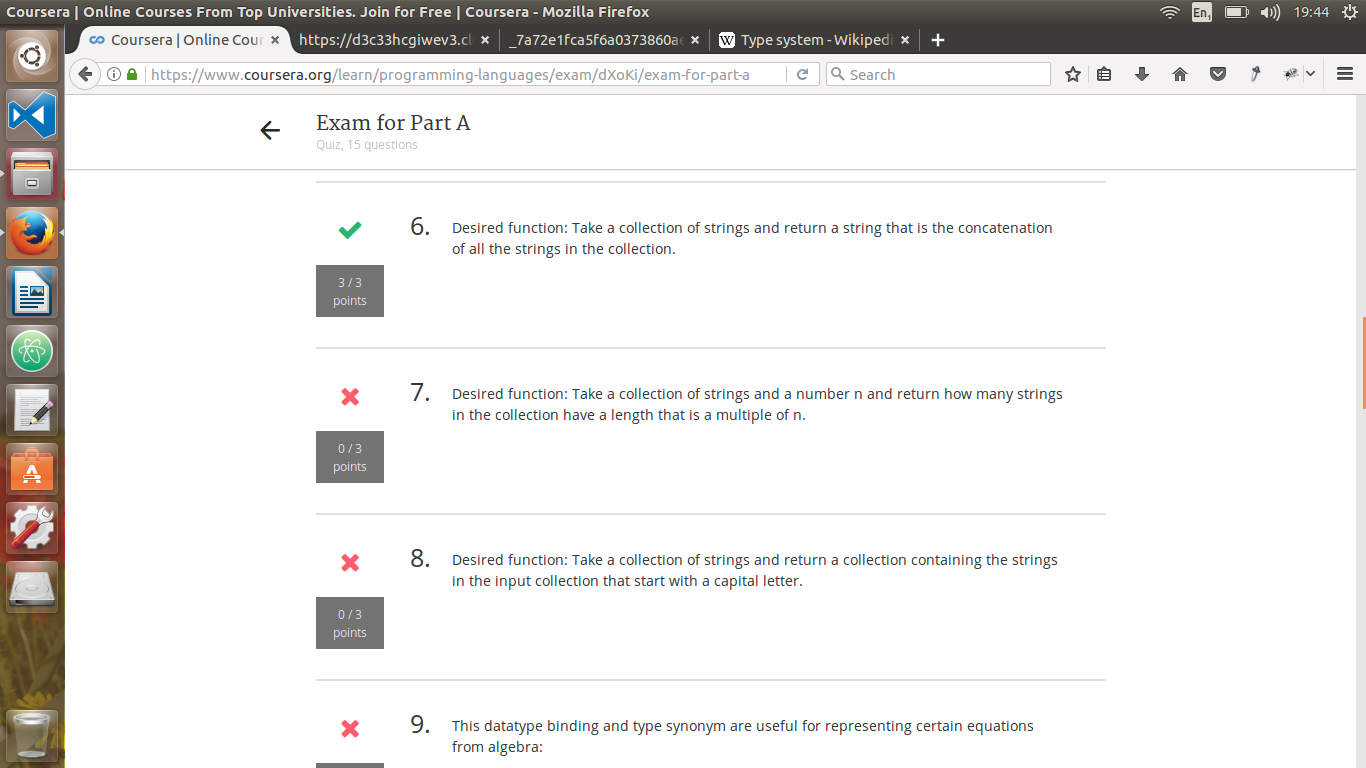 Coursera | Online Courses From Top Universities. Join for Free | Coursera - Mozilla Firefox
En1
19:44
Coursera | Online Cour
https://d3c33hcgiwev3.cl
_7a72e1fca5f6a0373860ae
W Type system - Wikipedi
https://www.coursera.org/learn/programming-languages/exam/dXoKi/exam-for-part-a
Search
Exam for Part A
Quiz, 15 questions
6. Desired function: Take a collection of strings and return a string that is the concatenation
of all the strings in the collection.
3 / 3
points
7. Desired function: Take a collection of strings and a number n and return how many strings
in the collection have a length that is a multiple of n.
0 / 3
points
8. Desired function: Take a collection of strings and return a collection containing the strings
in the input collection that start with a capital letter.
0 / 3
points
9. This datatype binding and type synonym are useful for representing certain equations
from algebra: